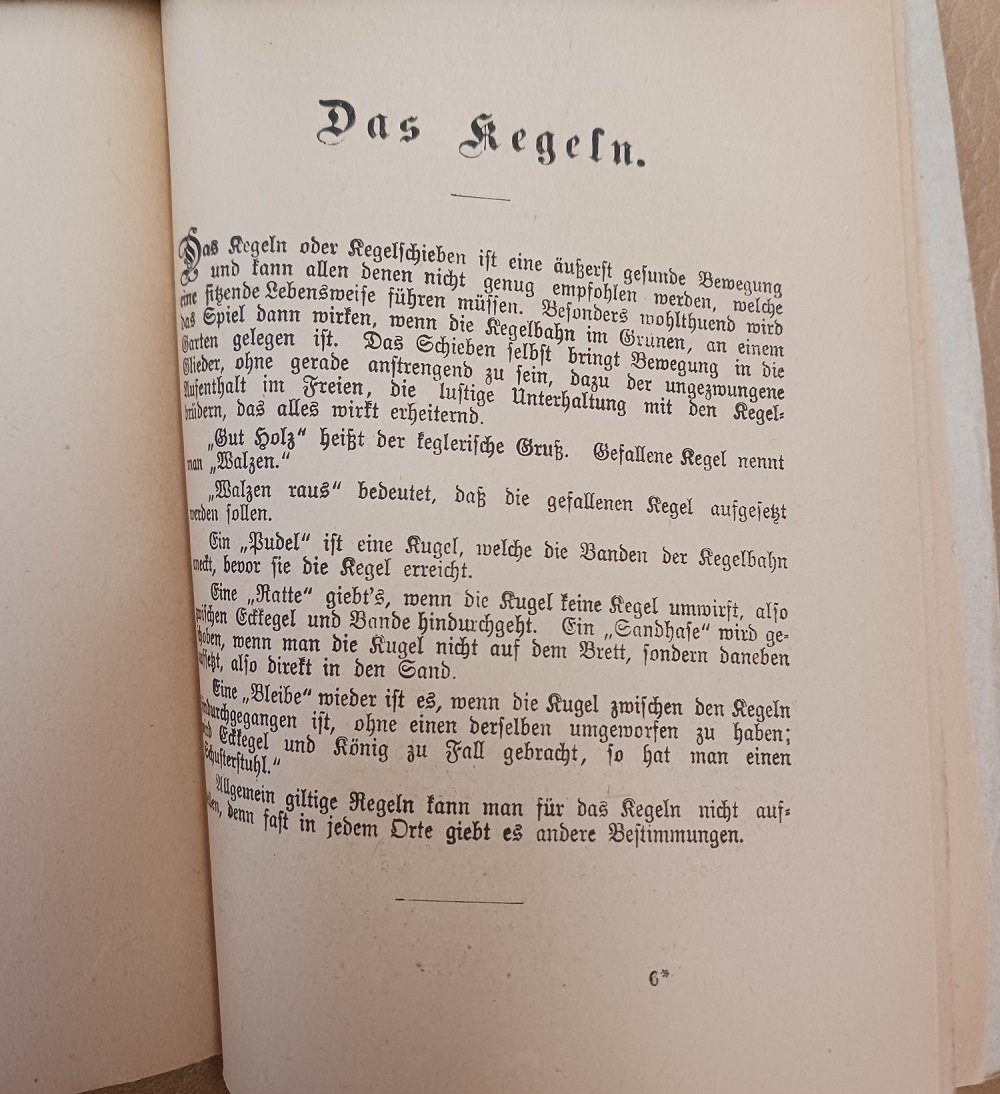 Das Kegeln.
Das Kegeln oder Kegelschieben ist eine äußerst gesunde Bewegung
und kann allen denen nicht genug empfohlen werden, welche
eine sitzende Lebensweise führen müssen. Besonders wohlthuend wird
das Spiel dann wirken, wenn die Kegelbahn im Grünen, an einem
Garten gelegen ist. Das Schieben selbst bringt Bewegung in die
Glieder, ohne gerade anstrengend zu sein, dazu der ungezwungene
Aufenthalt im Freien, die lustige Unterhaltung mit den Kegel-
brüdern, das alles wirkt erheiternd.
„Gut Holz“ heißt der keglerische Gruß. Gefallene Kegel nennt
man „Walzen.“
„Walzen raus“ bedeutet, daß die gefallenen Kegel aufgesetzt
werden sollen.
Ein „Pudel“ ist eine Kugel, welche die Banden der Kegelbahn
bevor sie die Kegel erreicht.
Eine „Ratte“ giebt's, wenn die Kugel keine Kegel umwirft, also
zwischen Eckkegel und Bande hindurchgeht. Ein „Sandhase“ wird ge-
schoben, wenn man die Kugel nicht auf dem Brett, sondern daneben
aufsetzt, also direkt in den Sand.
Eine „Bleibe“ wieder ist es, wenn die Kugel zwischen den Kegeln
hindurchgegangen ist, ohne einen derselben umgeworfen zu haben;
sind Eckkegel und König zu Fall gebracht, so hat man einen
„Schusterstuhl.“
Allgemein giltige Regeln kann man für das Kegeln nicht auf-
denn fast in jedem Orte giebt es andere Bestimmungen.
6*